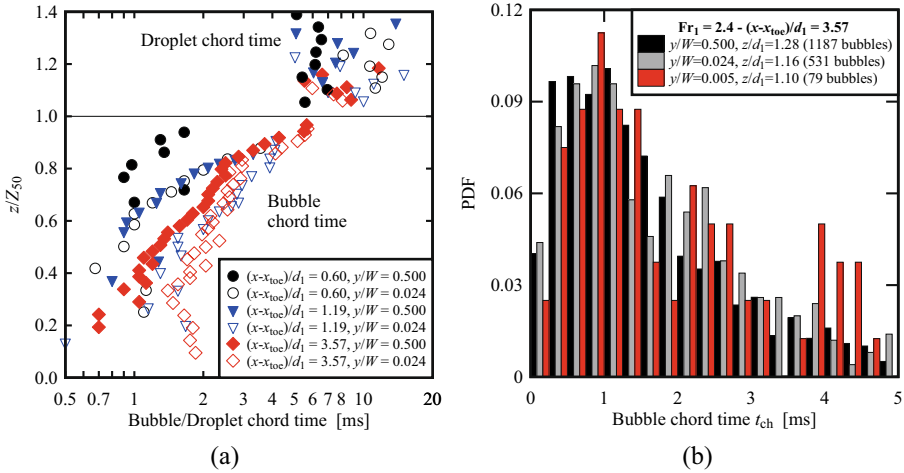 1.4
1.2
1.0
0.8
0.6
0.4
0.2
0.0
z/Z50
Droplet chord time
Bubble
chord time
(x-xtoe)/d1 = 0.60, y/W = 0.500
(x-xtoe)/d1 = 0.60, y/W = 0.024
(x-xtoe)/d1 = 1.19, y/W = 0.500
(x-xtoe)/d1 = 1.19, y/W = 0.024
(x-xtoe)/d1 = 3.57, y/W = 0.500
(x-xtoe)/d1 = 3.57, y/W = 0.024
0.5 0.7 1 2 3 4 5 7 10 20
Bubble/Droplet chord time [ms]
(a)
0.12
0.09
0.06
0.03
0
PDF
Fr1 = 2.4 - (x-xtoe)/d1 = 3.57
y/W=0.500, z/d1=1.28 (1187 bubbles)
y/W=0.024, z/d1=1.16 (531 bubbles)
y/W=0.005, z/d1=1.10 (79 bubbles)
0 1 2 3 4 5
Bubble chord time tch [ms]
(b)